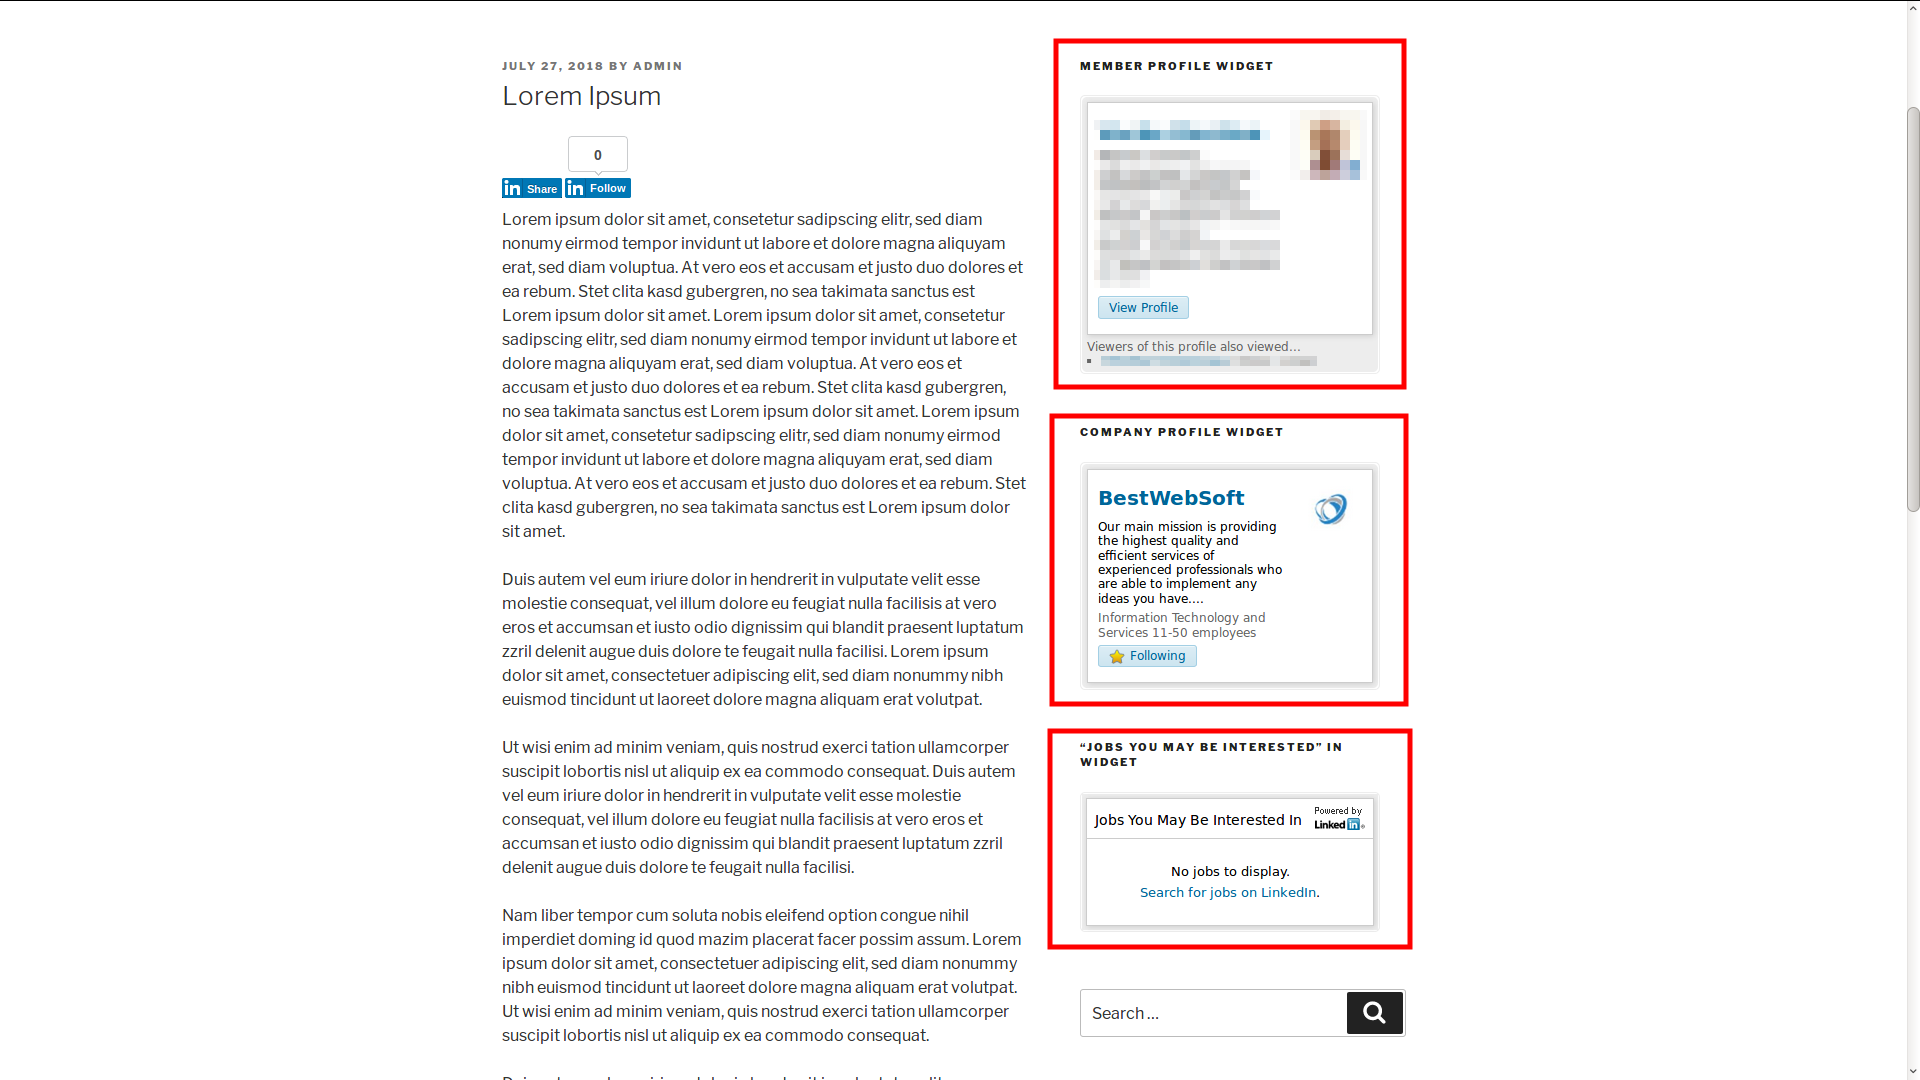 JULY 27, 2018 BY ADMIN
Lorem Ipsum
0
in Share in Follow
Lorem ipsum dolor sit amet, consetetur sadipscing elitr, sed diam
nonumy eirmod tempor invidunt ut labore et dolore magna aliquyam
erat, sed diam voluptua. At vero eos et accusam et justo duo dolores et
ea rebum. Stet clita kasd gubergren, no sea takimata sanctus est
Lorem ipsum dolor sit amet. Lorem ipsum dolor sit amet, consetetur
sadipscing elitr, sed diam nonumy eirmod tempor invidunt ut labore et
dolore magna aliquyam erat, sed diam voluptua. At vero eos et
accusam et justo duo dolores et ea rebum. Stet clita kasd gubergren,
no sea takimata sanctus est Lorem ipsum dolor sit amet. Lorem ipsum
dolor sit amet, consetetur sadipscing elitr, sed diam nonumy eirmod
tempor invidunt ut labore et dolore magna aliquyam erat, sed diam
voluptua. At vero eos et accusam et justo duo dolores et ea rebum. Stet
clita kasd gubergren, no sea takimata sanctus est Lorem ipsum dolor
sit amet.
Duis autem vel eum iriure dolor in hendrerit in vulputate velit esse
molestie consequat, vel illum dolore eu feugiat nulla facilisis at vero
eros et accumsan et iusto odio dignissim qui blandit praesent luptatum
zzril delenit augue duis dolore te feugait nulla facilisi. Lorem ipsum
dolor sit amet, consectetuer adipiscing elit, sed diam nonummy nibh
euismod tincidunt ut laoreet dolore magna aliquam erat volutpat.
Ut wisi enim ad minim veniam, quis nostrud exerci tation ullamcorper
suscipit lobortis nisl ut aliquip ex ea commodo consequat. Duis autem
vel eum iriure dolor in hendrerit in vulputate velit esse molestie
consequat, vel illum dolore eu feugiat nulla facilisis at vero eros et
accumsan et iusto odio dignissim qui blandit praesent luptatum zzril
delenit augue duis dolore te feugait nulla facilisi.
Nam liber tempor cum soluta nobis eleifend option congue nihil
imperdiet doming id quod mazim placerat facer possim assum. Lorem
ipsum dolor sit amet, consectetuer adipiscing elit, sed diam nonummy
nibh euismod tincidunt ut laoreet dolore magna aliquam erat volutpat.
Ut wisi enim ad minim veniam, quis nostrud exerci tation ullamcorper
suscipit lobortis nisl ut aliquip ex ea commodo consequat.
MEMBER PROFILE WIDGET
View Profile
Viewers of this profile also viewed...
COMPANY PROFILE WIDGET
BestWebSoft
Our main mission is providing
the highest quality and
efficient services of
experienced professionals who
are able to implement any
ideas you have....
Information Technology and
Services 11-50 employees
Following
“JOBS YOU MAY BE INTERESTED” IN
WIDGET
Jobs You May Be Interested In
Powered by
Linked in®
No jobs to display.
Search for jobs on LinkedIn.
Search …